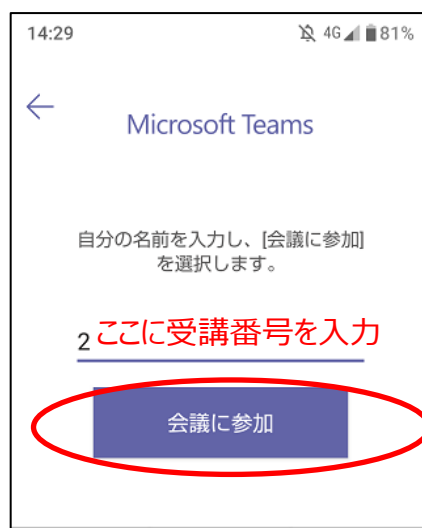 14:29 4G 81%
Microsoft Teams
自分の名前を入力し、[会議に参加]
を選択します。
2 ここに受講番号を入力
会議に参加